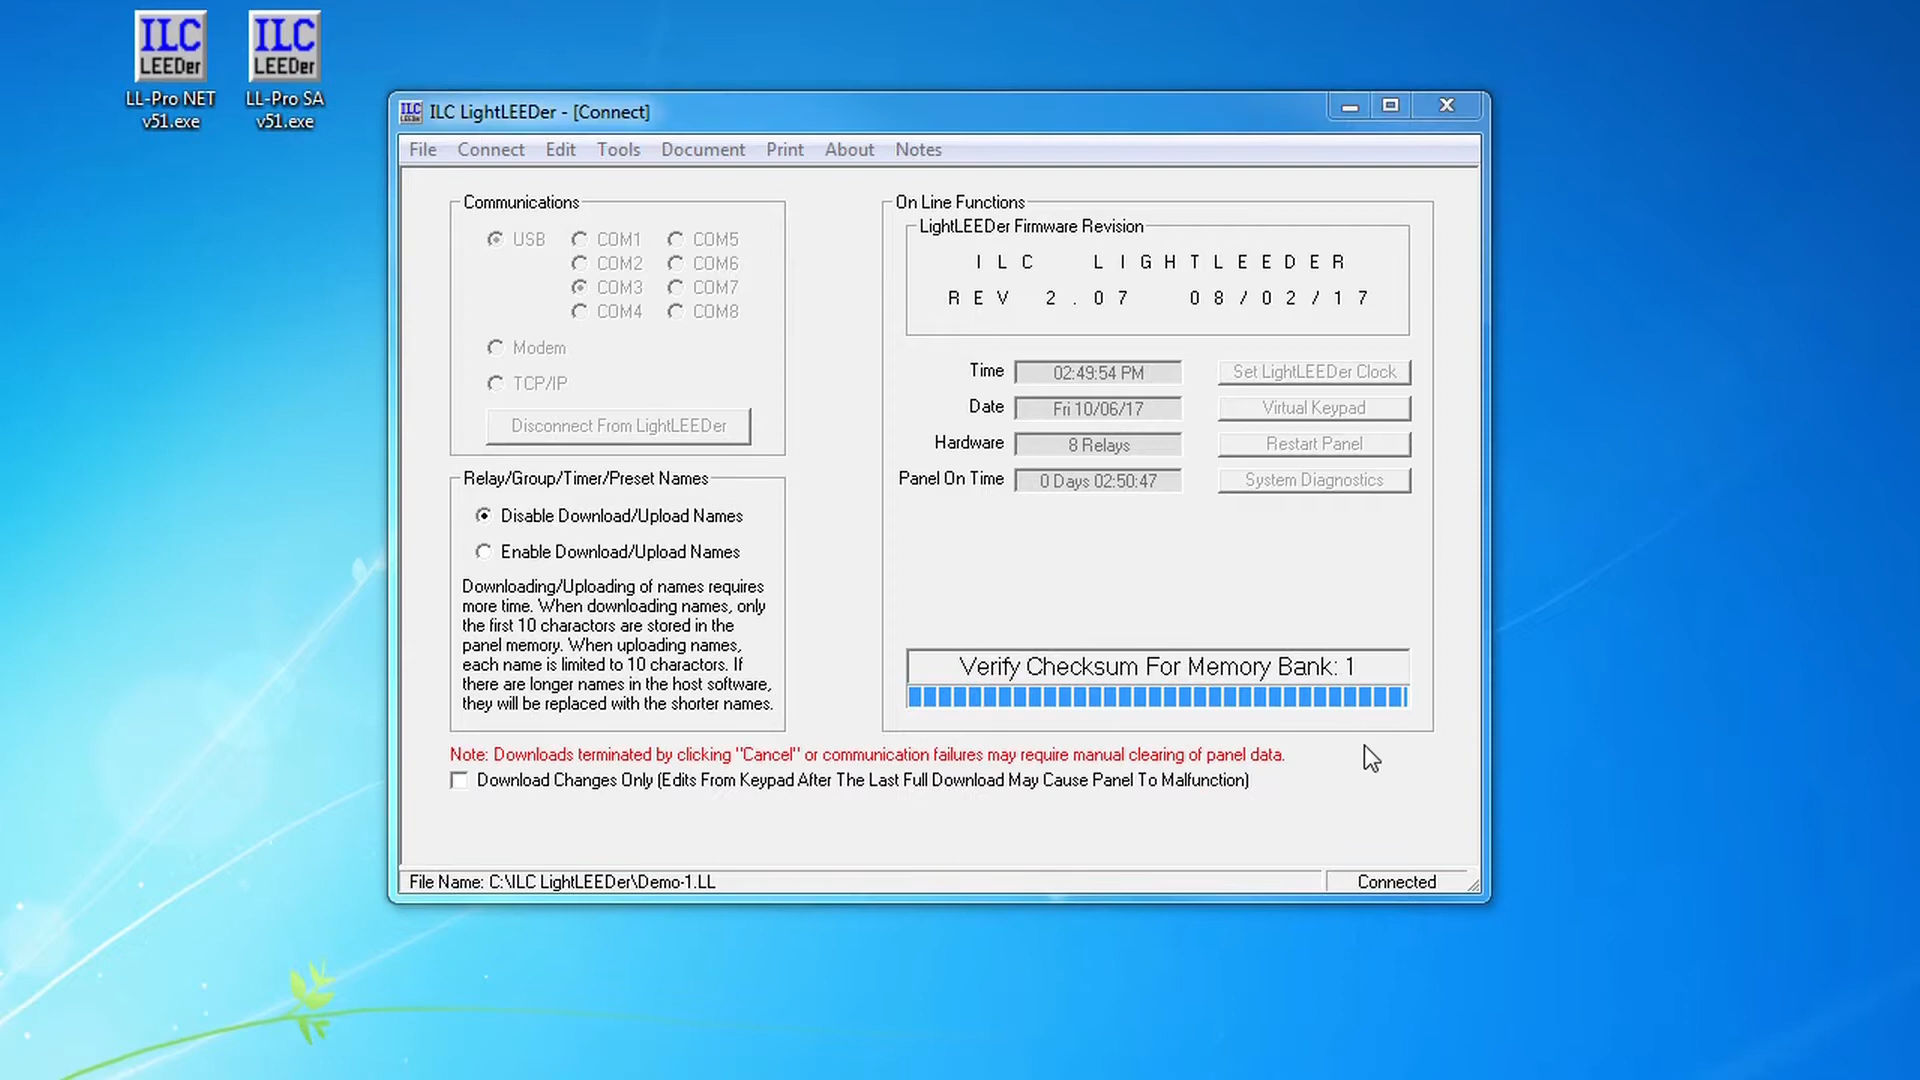 ILC
LEEDer
LL-Pro NET
v51.exe
ILC
LEEDer
LL-Pro SA
v51.exe
ILC
LEEDer
ILC LightLEEDer - [Connect]
File Connect Edit Tools Document Print About Notes
Communications
USB COM1 COM5
COM2 COM6
COM3 COM7
COM4 COM8
Modem
TCP/IP
Disconnect From LightLEEDer
Relay/Group/Timer/Preset Names
Disable Download/Upload Names
Enable Download/Upload Names
Downloading/Uploading of names requires
more time. When downloading names, only
the first 10 charactors are stored in the
panel memory. When uploading names,
each name is limited to 10 charactors. If
there are longer names in the host software,
they will be replaced with the shorter names.
On Line Functions
LightLEEDer Firmware Revision
ILC LIGHTLEEDER
REV 2.07 08/02/17
Time 02:49:54 PM Set LightLEEDer Clock
Date Fri 10/06/17 Virtual Keypad
Hardware 8 Relays Restart Panel
Panel On Time 0 Days 02:50:47 System Diagnostics
Verify Checksum For Memory Bank: 1
Note: Downloads terminated by clicking "Cancel" or communication failures may require manual clearing of panel data.
Download Changes Only (Edits From Keypad After The Last Full Download May Cause Panel To Malfunction)
File Name: C:\ILC LightLEEDer\Demo-1.LL Connected